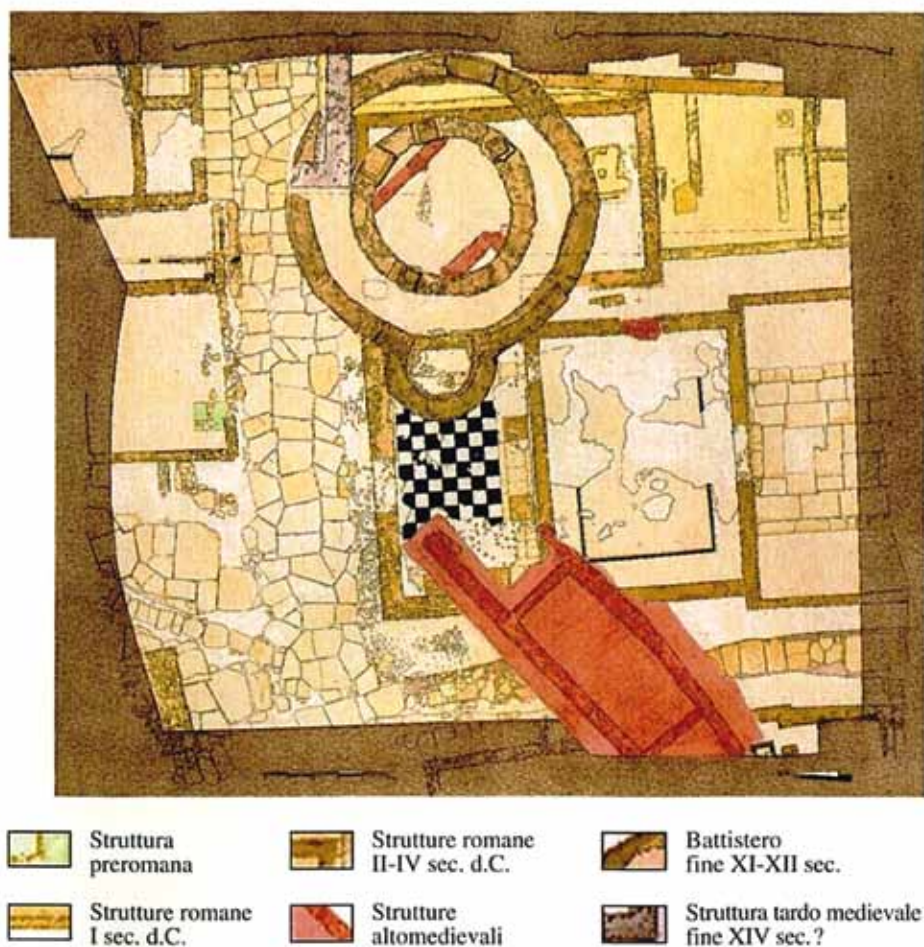 Struttura
preromana
Strutture romane
I sec. d.C.
Strutture romane
II-IV sec. d.C.
Strutture
altomedievali
Battistero
fine XI-XII sec.
Struttura tardo medievale
fine XIV sec.?